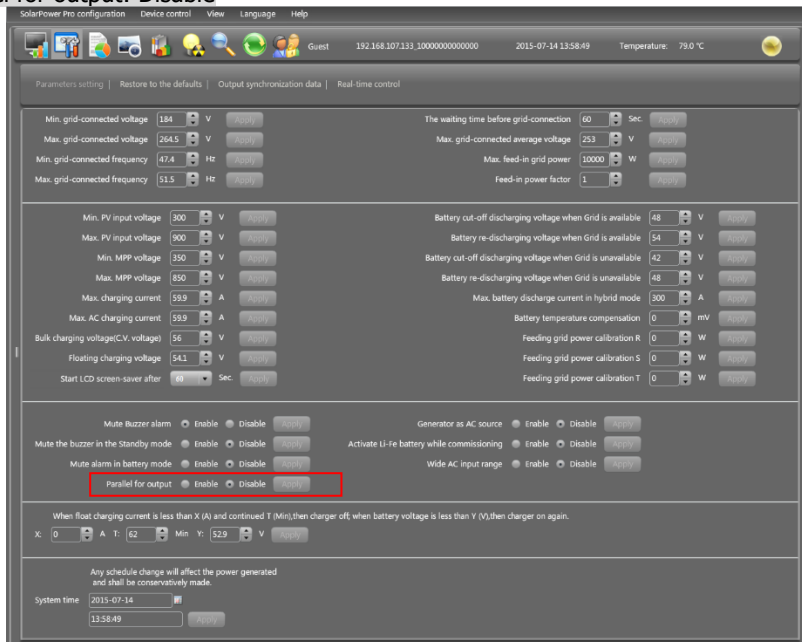 for output: Disable
SolarPower Pro configuration Device control View Language Help
Guest 192.168.107.133_10000000000000 2015-07-14 13:58:49 Temperature: 79.0 ℃
Parameters setting | Restore to the defaults | Output synchronization data | Real-time control
Min. grid-connected voltage 184 V Apply The waiting time before grid-connection 60 Sec. Apply
Max. grid-connected voltage 264.5 V Apply Max. grid-connected average voltage 253 V Apply
Min. grid-connected frequency 47.4 Hz Apply Max. feed-in grid power 10000 W Apply
Max. grid-connected frequency 51.5 Hz Apply Feed-in power factor 1 Apply
Min. PV input voltage 300 V Apply Battery cut-off discharging voltage when Grid is available 48 V Apply
Max. PV input voltage 900 V Apply Battery re-discharging voltage when Grid is available 54 V Apply
Min. MPP voltage 350 V Apply Battery cut-off discharging voltage when Grid is unavailable 42 V Apply
Max. MPP voltage 850 V Apply Battery re-discharging voltage when Grid is unavailable 48 V Apply
Max. charging current 59.9 A Apply Max. battery discharge current in hybrid mode 300 A Apply
Max. AC charging current 59.9 A Apply Battery temperature compensation 0 mV Apply
Bulk charging voltage(C.V. voltage) 56 V Apply Feeding grid power calibration R 0 W Apply
Floating charging voltage 54.1 V Apply Feeding grid power calibration S 0 W Apply
Start LCD screen-saver after 60 Sec. Apply Feeding grid power calibration T 0 W Apply
Mute Buzzer alarm Enable Disable Apply Generator as AC source Enable Disable Apply
Mute the buzzer in the Standby mode Enable Disable Apply Activate Li-Fe battery while commissioning Enable Disable Apply
Mute alarm in battery mode Enable Disable Apply Wide AC input range Enable Disable Apply
Parallel for output Enable Disable Apply
When float charging current is less than X (A) and continued T (Min),then charger off; when battery voltage is less than Y (V),then charger on again.
X: 0 A T: 62 Min Y: 52.9 V Apply
Any schedule change will affect the power generated
and shall be conservatively made.
System time 2015-07-14
13:58:49 Apply